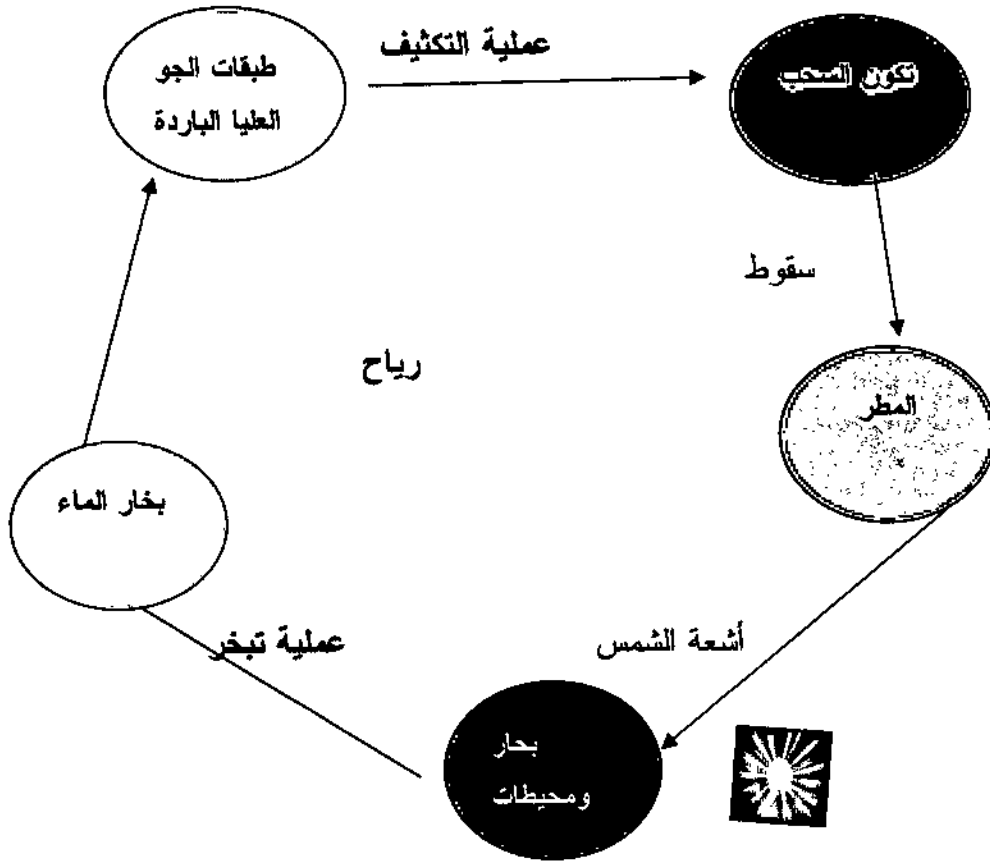 عملية التكثيف
طبقات الجو
العليا الباردة
تكون السحب
سقوط
رياح
المطر
بخار الماء
عملية تبخر
أشعة الشمس
بحار
ومحيطات